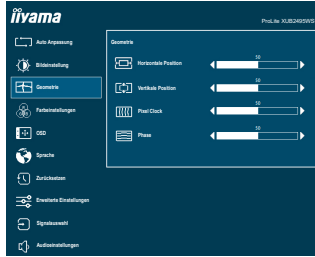 iiyama
ProLite XUB2495WS
Auto Anpassung
Bildeinstellung
Geometrie
Farbeinstellungen
OSD
Sprache
Zurücksetzen
Erweiterte Einstellungen
Signalauswahl
Audioeinstellungen
Geometrie
Horizontale Position
50
Vertikale Position
50
Pixel Clock
50
Phase
50